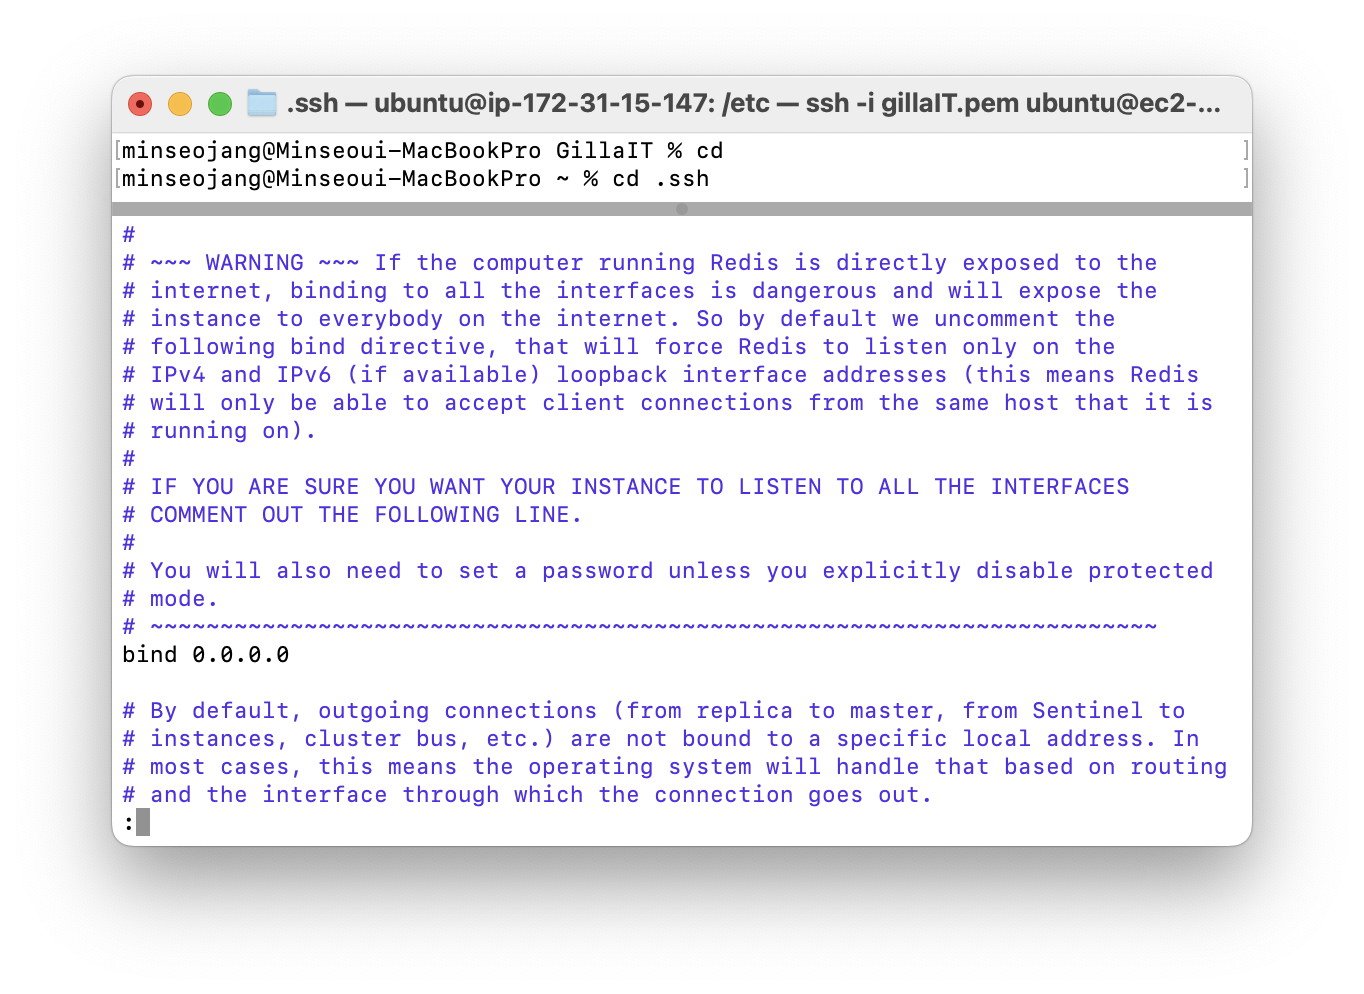 .ssh — ubuntu@ip-172-31-15-147: /etc — ssh -i gillaIT.pem ubuntu@ec2-...
[minseojang@Minseoui-MacBookPro GillaIT % cd ]
[minseojang@Minseoui-MacBookPro ~ % cd .ssh ]
#
# ~~~ WARNING ~~~ If the computer running Redis is directly exposed to the
# internet, binding to all the interfaces is dangerous and will expose the
# instance to everybody on the internet. So by default we uncomment the
# following bind directive, that will force Redis to listen only on the
# IPv4 and IPv6 (if available) loopback interface addresses (this means Redis
# will only be able to accept client connections from the same host that it is
# running on).
#
# IF YOU ARE SURE YOU WANT YOUR INSTANCE TO LISTEN TO ALL THE INTERFACES
# COMMENT OUT THE FOLLOWING LINE.
#
# You will also need to set a password unless you explicitly disable protected
# mode.
# ~~~~~~~~~~~~~~~~~~~~~~~~~~~~~~~~~~~~~~~~~~~~~~~~~~~~~~~~~~~~~~~~~~~~~~~~
bind 0.0.0.0
# By default, outgoing connections (from replica to master, from Sentinel to
# instances, cluster bus, etc.) are not bound to a specific local address. In
# most cases, this means the operating system will handle that based on routing
# and the interface through which the connection goes out.
: